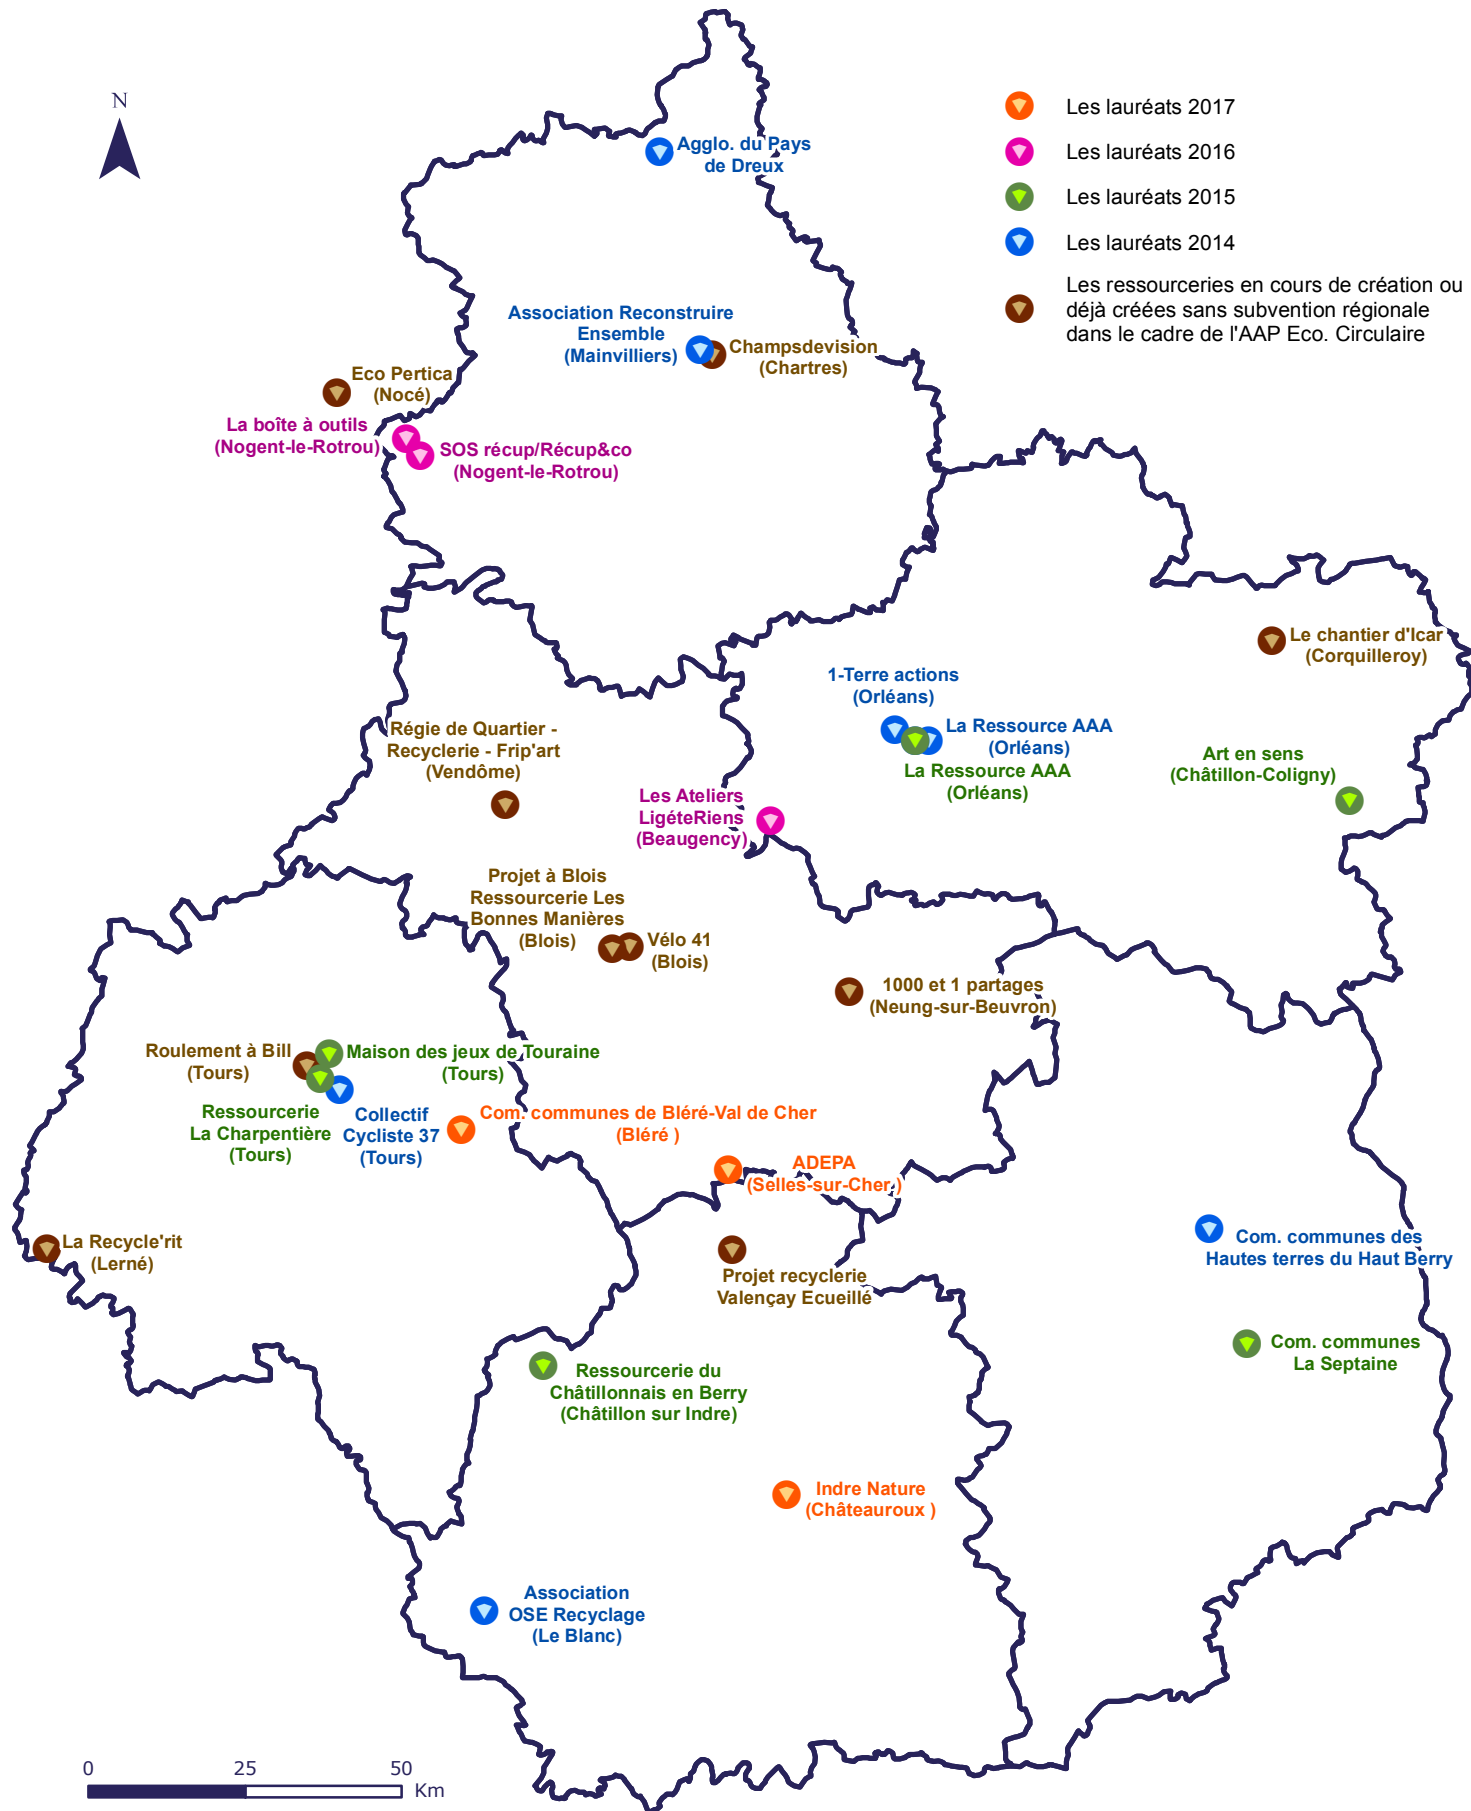 N
Les lauréats 2017
Les lauréats 2016
Les lauréats 2015
Les lauréats 2014
Les ressourceries en cours de création ou
déjà créées sans subvention régionale
dans le cadre de l'AAP Eco. Circulaire
Agglo. du Pays
de Dreux
Association Reconstruire
Ensemble
(Mainvilliers)
Champsdevision
(Chartres)
Eco Pertica
(Nocé)
La boîte à outils
(Nogent-le-Rotrou)
SOS récup/Récup&co
(Nogent-le-Rotrou)
Le chantier d'Icar
(Corquilleroy)
1-Terre actions
(Orléans)
La Ressource AAA
(Orléans)
La Ressource AAA
(Orléans)
Art en sens
(Châtillon-Coligny)
Régie de Quartier -
Recyclerie - Frip'art
(Vendôme)
Les Ateliers
LigéteRiens
(Beaugency)
Projet à Blois
Ressourcerie Les
Bonnes Manières
(Blois)
Vélo 41
(Blois)
1000 et 1 partages
(Neung-sur-Beuvron)
Roulement à Bill
(Tours)
Maison des jeux de Touraine
(Tours)
Ressourcerie
La Charpentière
(Tours)
Collectif
Cycliste 37
(Tours)
Com. communes de Bléré-Val de Cher
(Bléré )
ADEPA
(Selles-sur-Cher )
La Recycle'rit
(Lerné)
Projet recyclerie
Valençay Ecueillé
Com. communes des
Hautes terres du Haut Berry
Com. communes
La Septaine
Ressourcerie du
Châtillonnais en Berry
(Châtillon sur Indre)
Indre Nature
(Châteauroux )
Association
OSE Recyclage
(Le Blanc)
0 25 50
Km